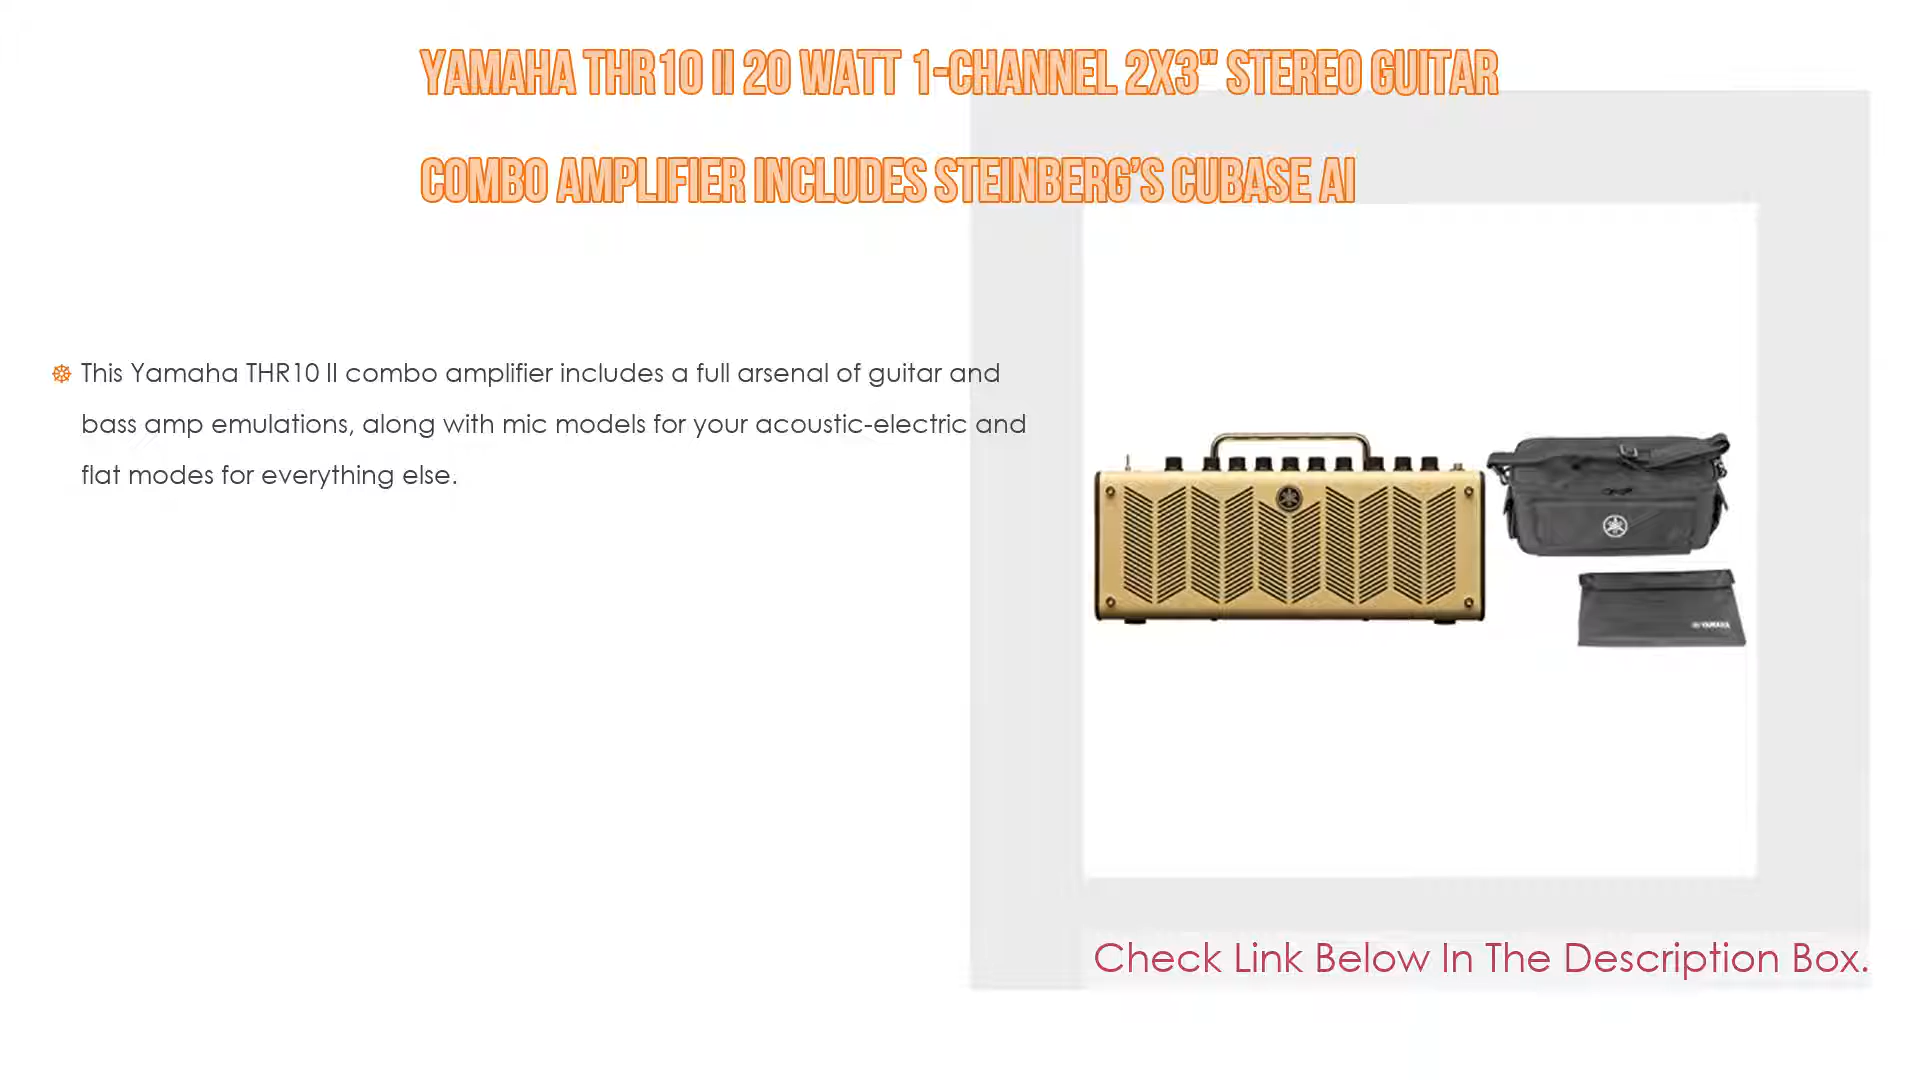 YAMAHA THR10 II 20 WATT 1-CHANNEL 2X3" STEREO GUITAR
COMBO AMPLIFIER INCLUDES STEINBERG’S CUBASE AI
This Yamaha THR10 II combo amplifier includes a full arsenal of guitar and
bass amp emulations, along with mic models for your acoustic-electric and
flat modes for everything else.
YAMAHA
Check Link Below In The Description Box.